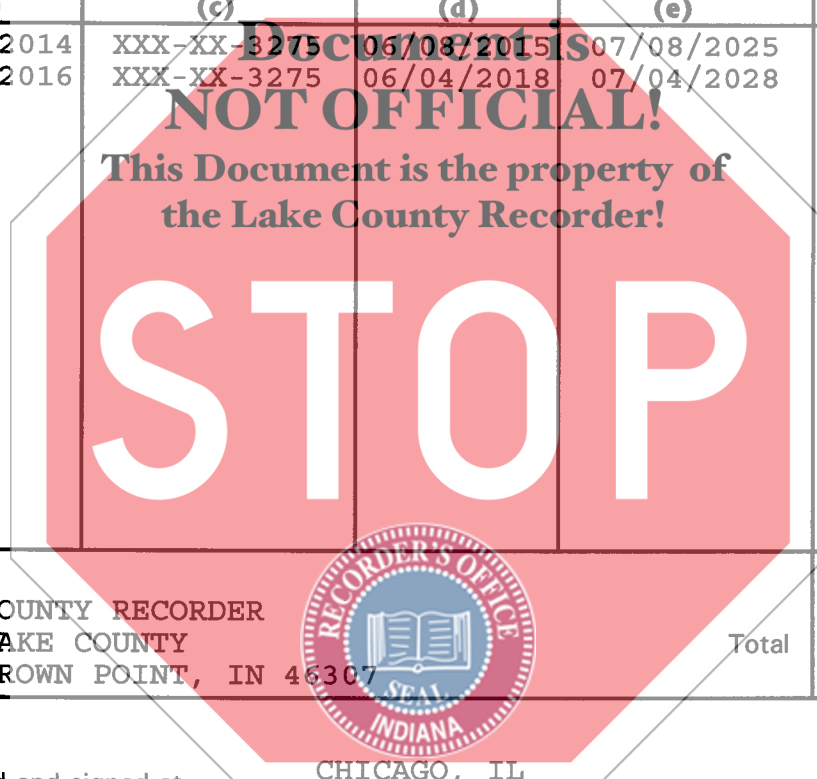 (c) (d) (e)
2014 XXX-XX-3275 06/08/2015 07/08/2025
2016 XXX-XX-3275 06/04/2018 07/04/2028
Document is
NOT OFFICIAL!
This Document is the property of
the Lake County Recorder!
STOP
RECORDER'S OFFICE
SEAL
INDIANA
OUNTY RECORDER
AKE COUNTY
Total
ROWN POINT, IN 46307
and signed at
CHICAGO, IL